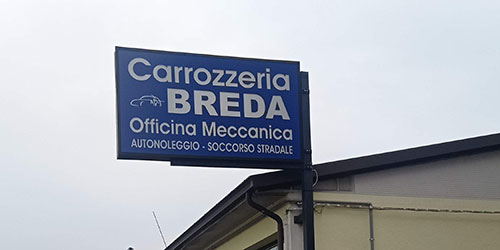 Carrozzeria
BREDA
Officina Meccanica
AUTONOLEGGIO - SOCCORSO STRADALE